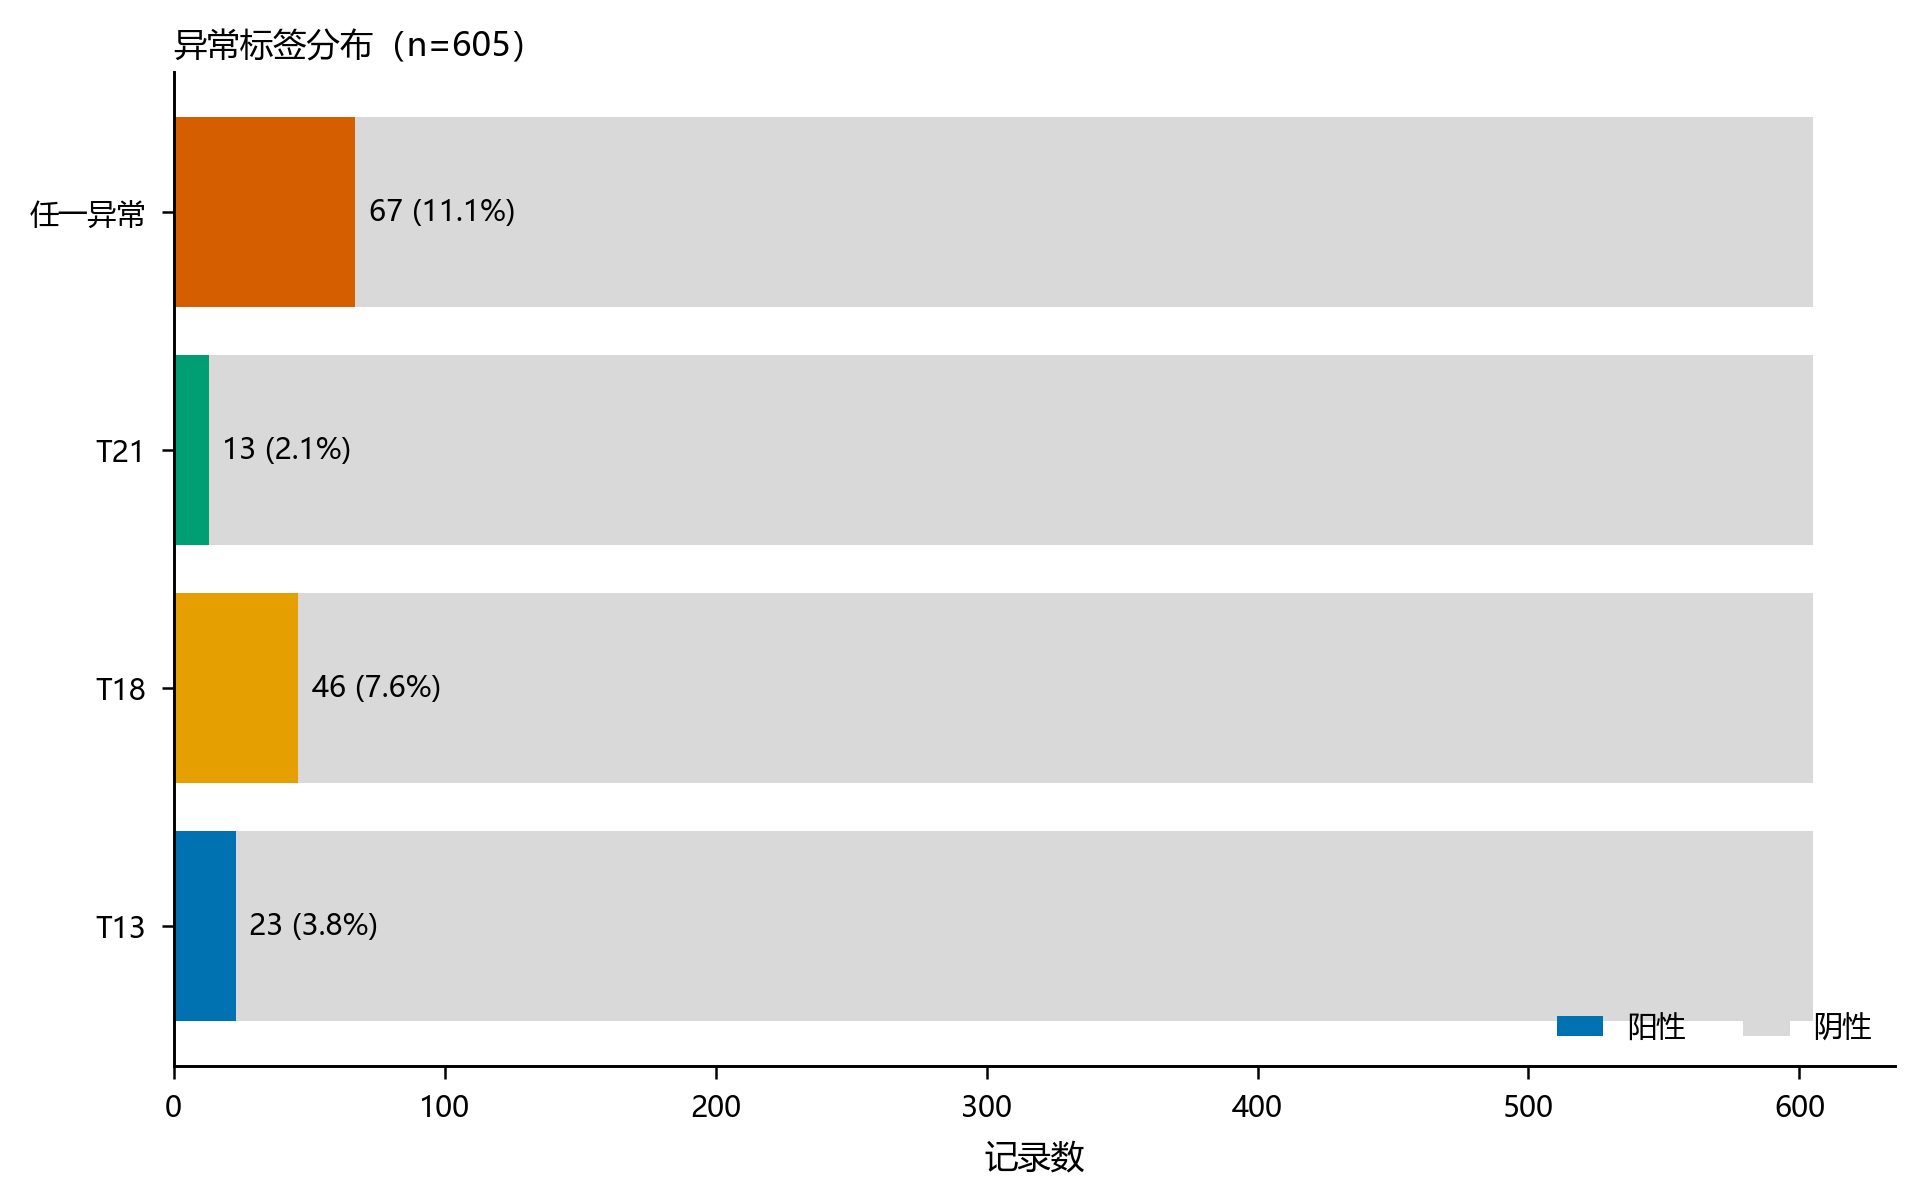 异常标签分布（n=605）
任一异常
67 (11.1%)
T21
13 (2.1%)
T18
46 (7.6%)
T13
23 (3.8%)
阳性
阴性
0 100 200 300 400 500 600
记录数